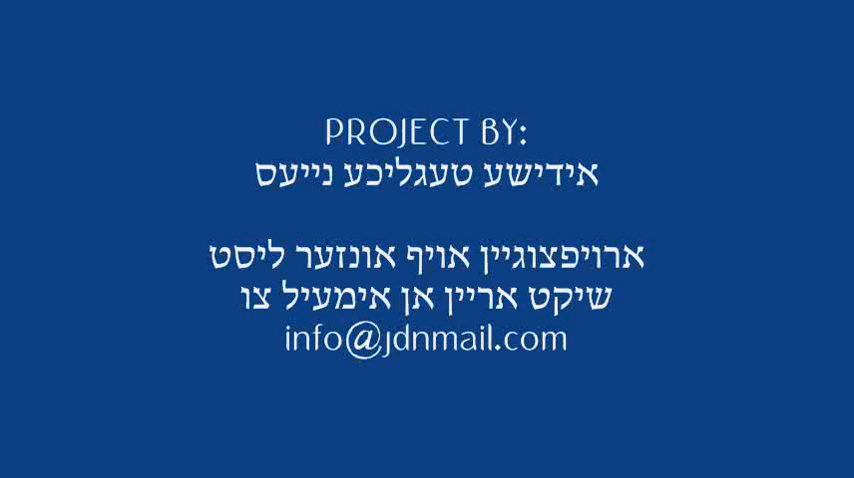 PROJECT BY:
אידישע טעגליכע נייעס
ארויפצוגיין אויף אונזער ליסט
שיקט אריין אן אימעיל צו
info@jdnmail.com